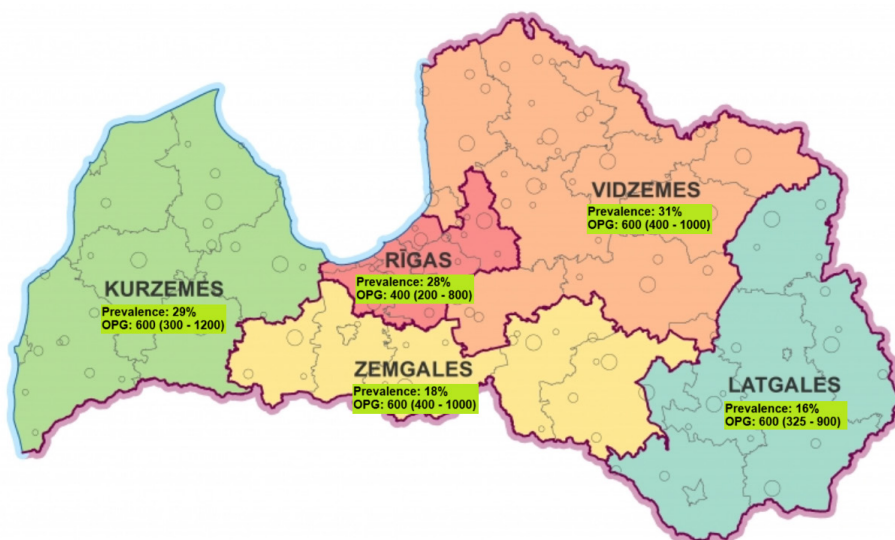 VIDZEMES
Prevalence: 31%
OPG: 600 (400 - 1000)
RĪGAS
Prevalence: 28%
OPG: 400 (200 - 800)
KURZEMES
Prevalence: 29%
OPG: 600 (300 - 1200)
ZEMGALES
Prevalence: 18%
OPG: 600 (400 - 1000)
LATGALES
Prevalence: 16%
OPG: 600 (325 - 900)